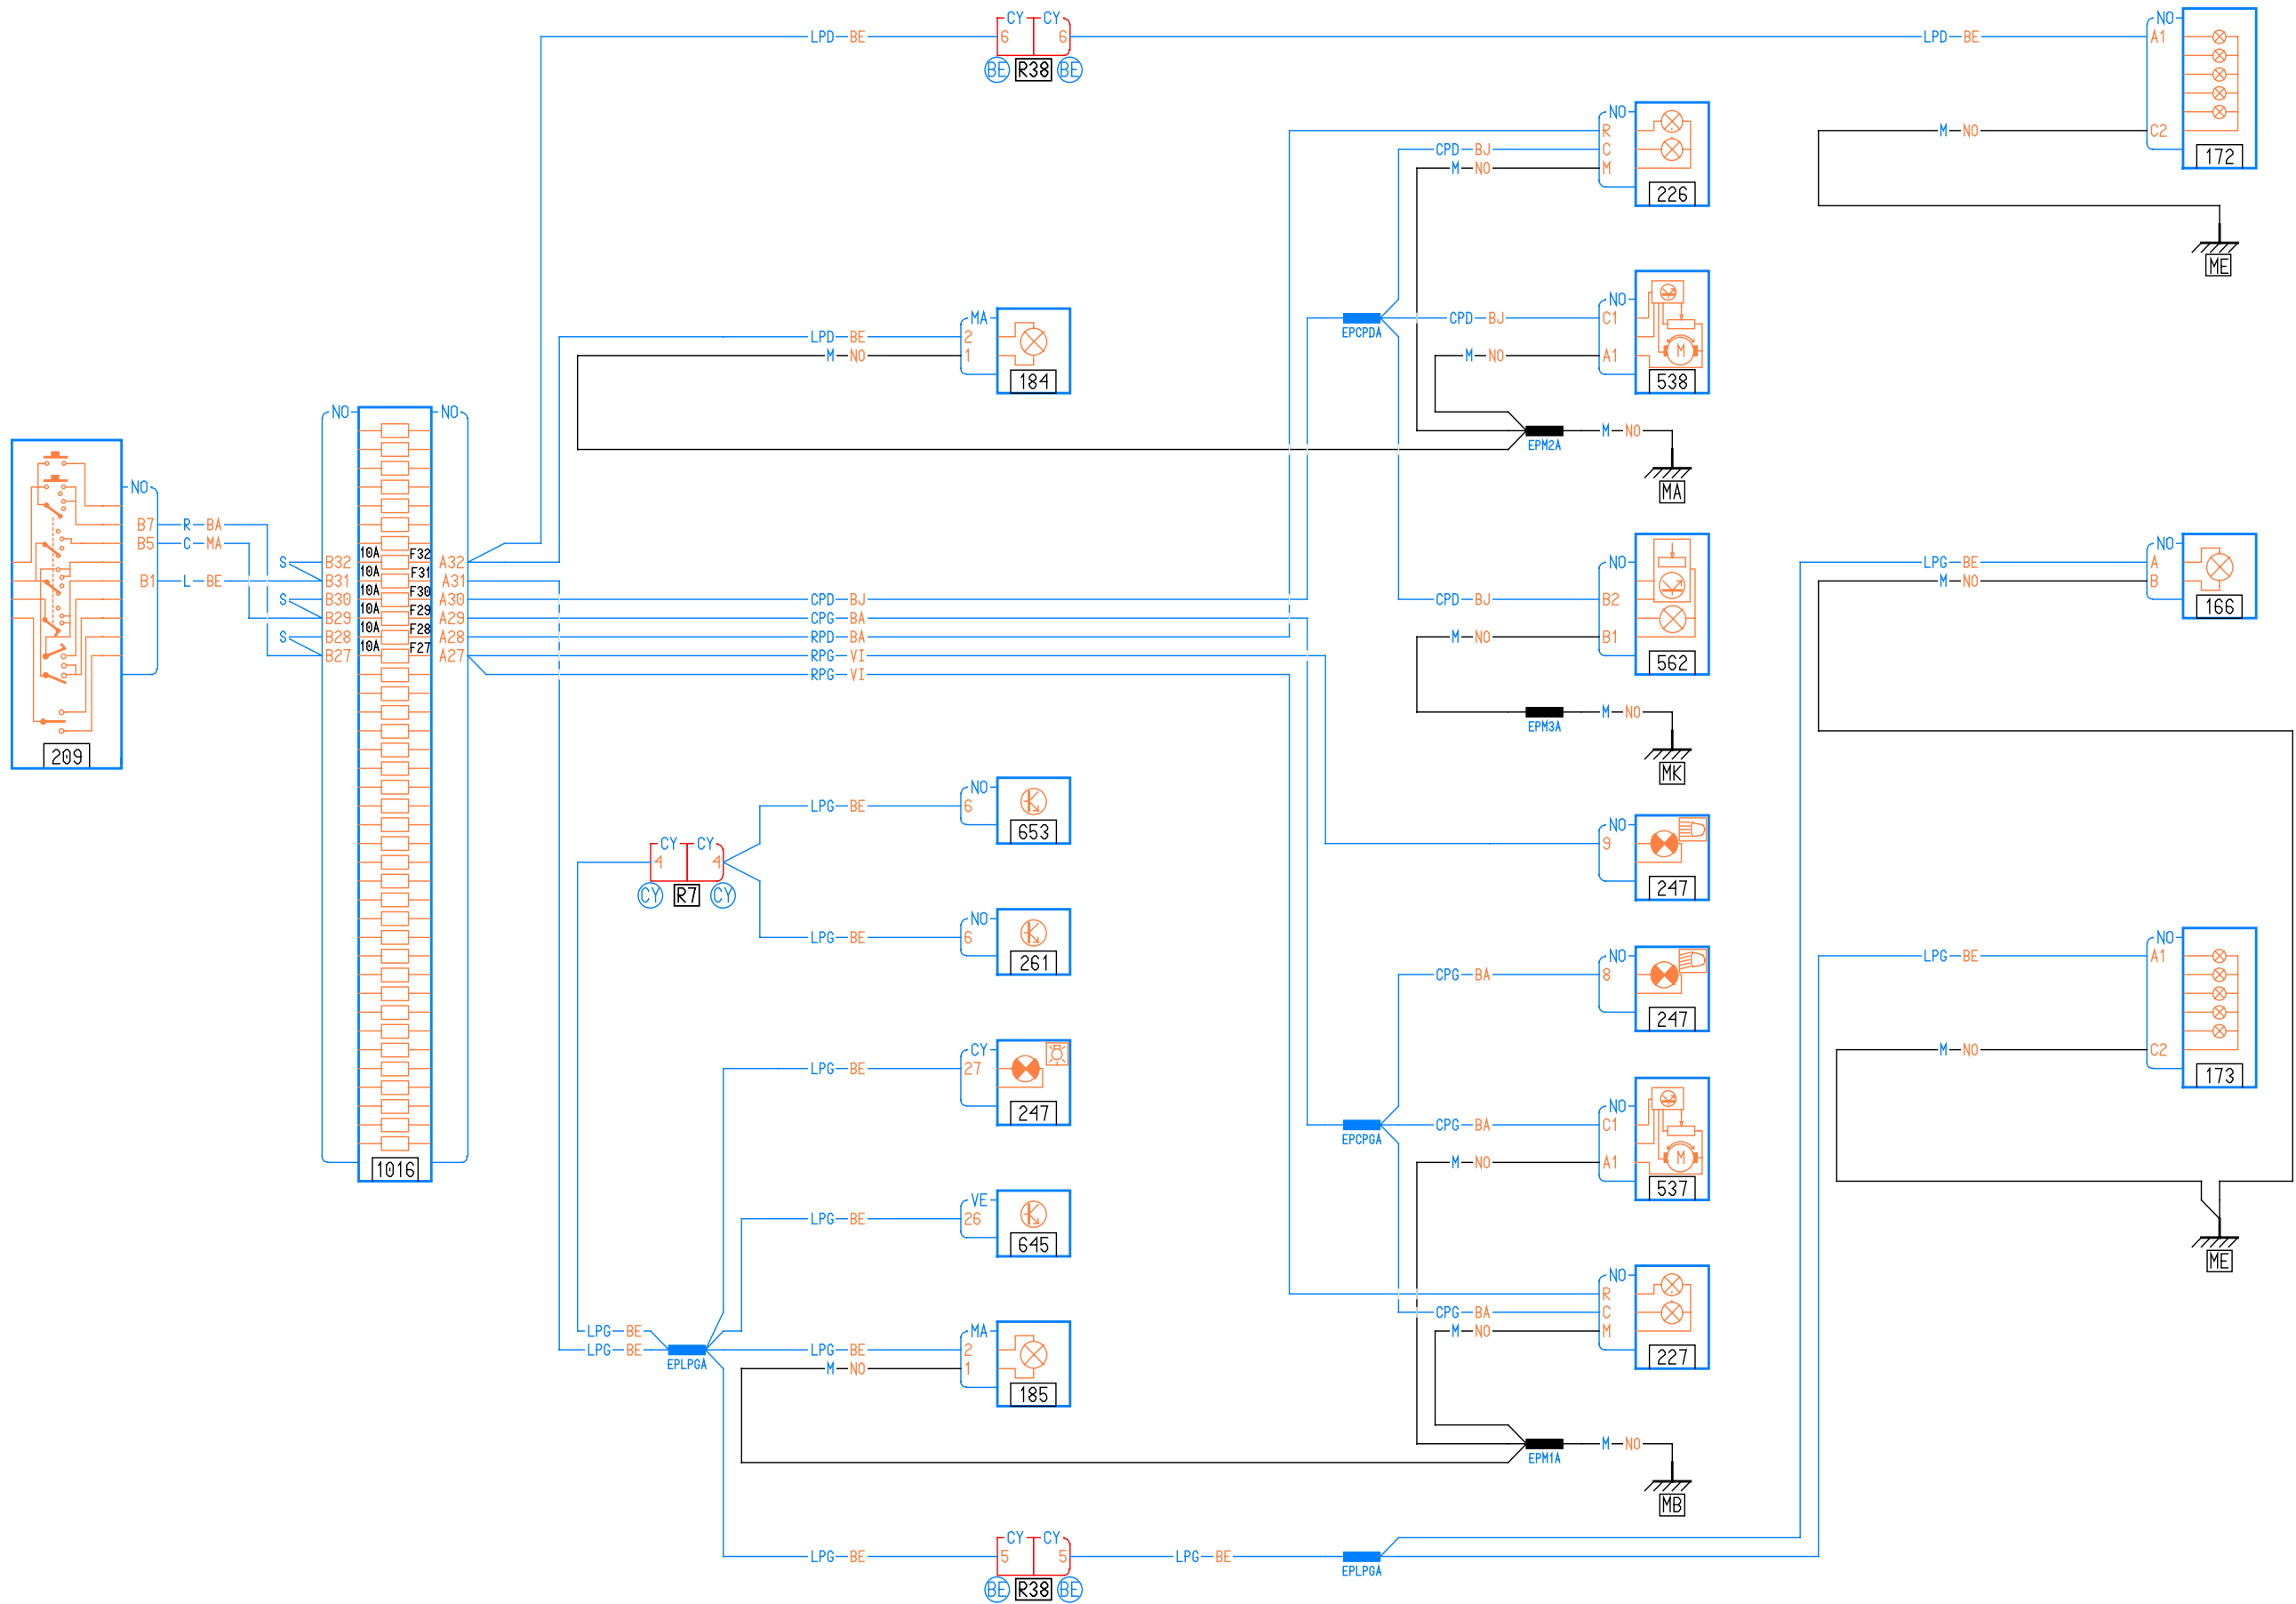 CY CY
LPD BE 6 6 LPD BE
BE R38 BE
NO
A1
M NO C2
172
ME
NO
R
CPD BJ C
M NO M
226
NO
CPD BJ C1
M NO A1
538
EPCPDA
MA
LPD BE 2
M NO 1
184
EPM2A M NO
MA
NO
209
B7 R BA
B5 C MA
B1 L BE
NO NO
S B32 10A F32 A32
B31 10A F31 A31
S B30 10A F30 A30
B29 10A F29 A29
S B28 10A F28 A28
B27 10A F27 A27
1016
CPD BJ
CPG BA
RPD BA
RPG VI
RPG VI
NO
CPD BJ B2
M NO B1
562
EPM3A M NO
MK
NO
LPG BE A
M NO B
166
NO
LPG BE 6
653
CY CY
4 4
CY R7 CY
NO
LPG BE 6
261
NO
9
247
NO
CPG BA 8
247
NO
LPG BE A1
M NO C2
173
ME
CY
LPG BE 27
247
NO
CPG BA C1
M NO A1
M
537
EPCPGA
VE
LPG BE 26
645
NO
R
CPG BA C
M NO M
227
LPG BE
LPG BE
EPLPGA
MA
LPG BE 2
M NO 1
185
EPM1A M NO
MB
CY CY
LPG BE 5 5 LPG BE
BE R38 BE
EPLPGA